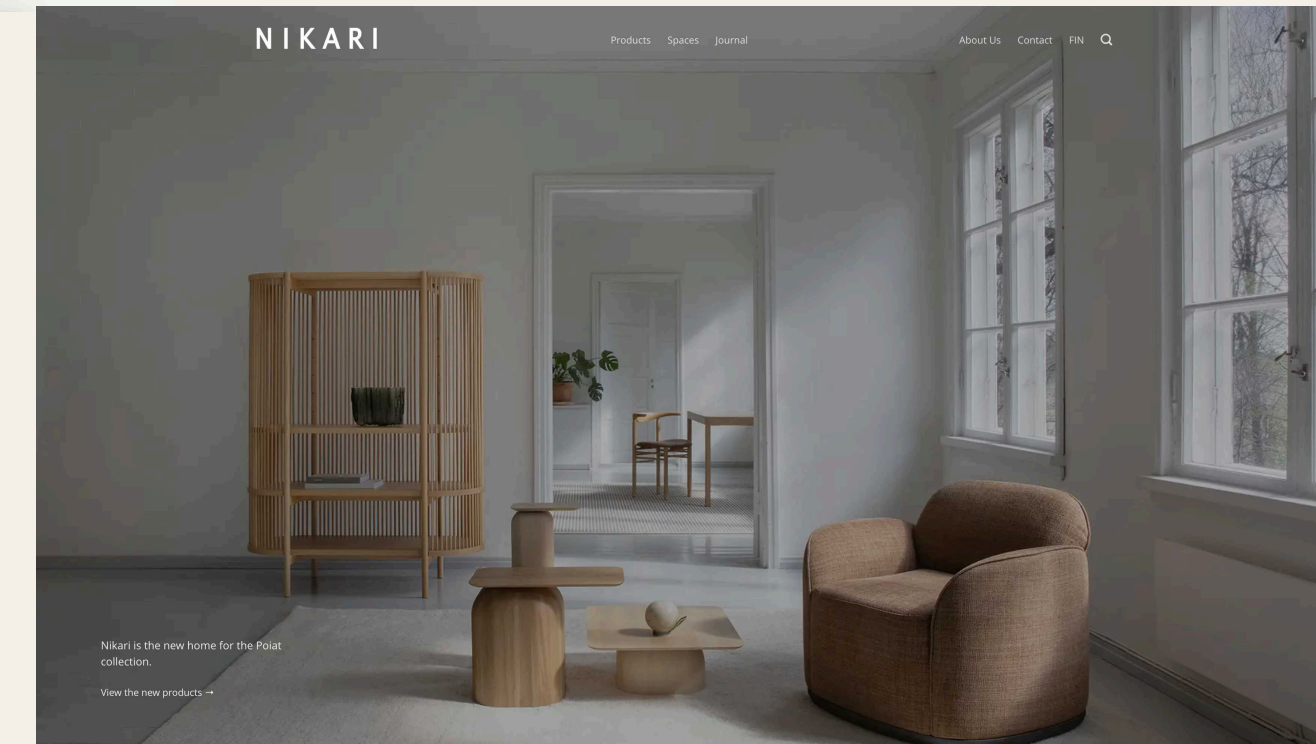 NIKARI
Products Spaces Journal
About Us Contact FIN
Nikari is the new home for the Poiat
collection.
View the new products →